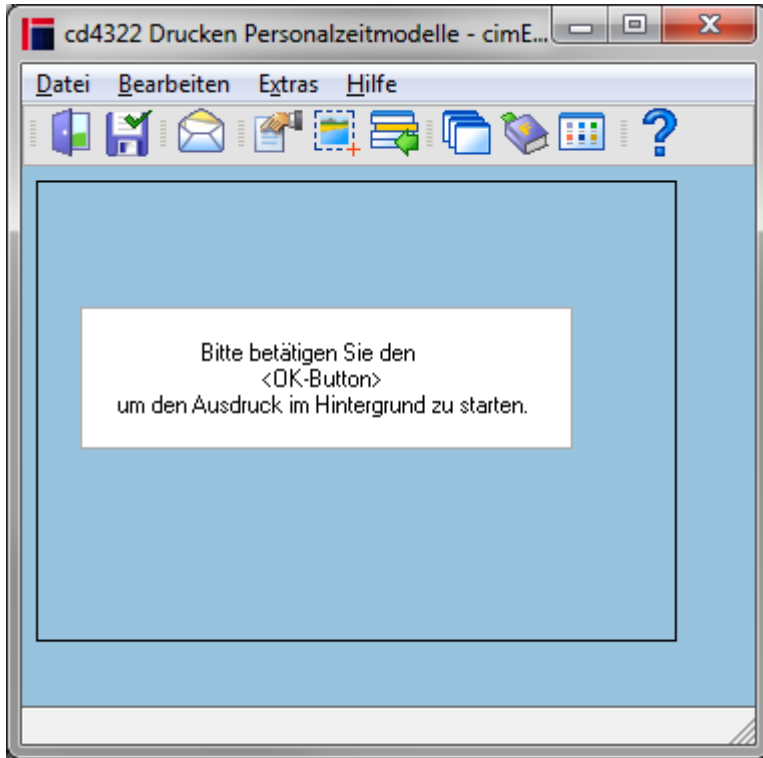 cd4322 Drucken Personalzeitmodelle - cimE...
Datei Bearbeiten Extras Hilfe
Bitte betätigen Sie den
<OK-Button>
um den Ausdruck im Hintergrund zu starten.